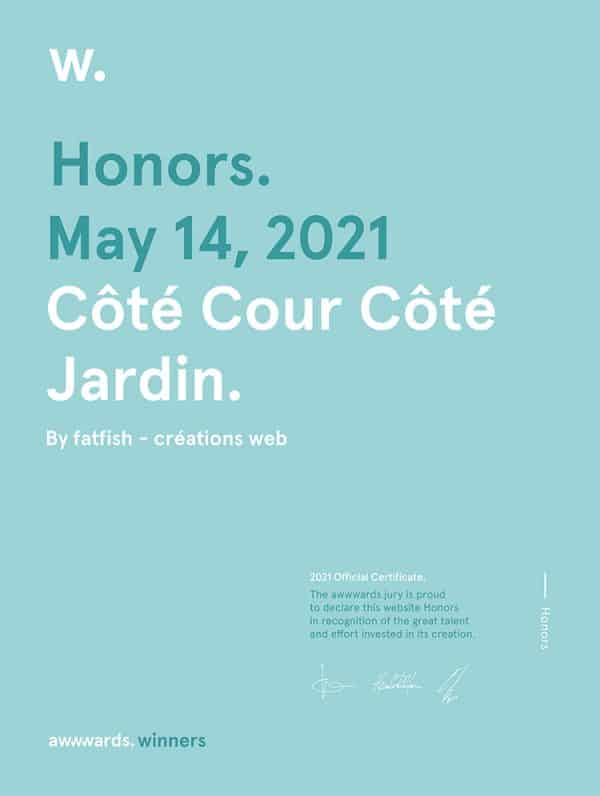 w.
Honors.
May 14, 2021
Côté Cour Côté
Jardin.
By fatfish - créations web
2021 Official Certificate.
The awwwards jury is proud
to declare this website Honors
in recognition of the great talent
and effort invested in its creation.
Honors
awwwards. winners